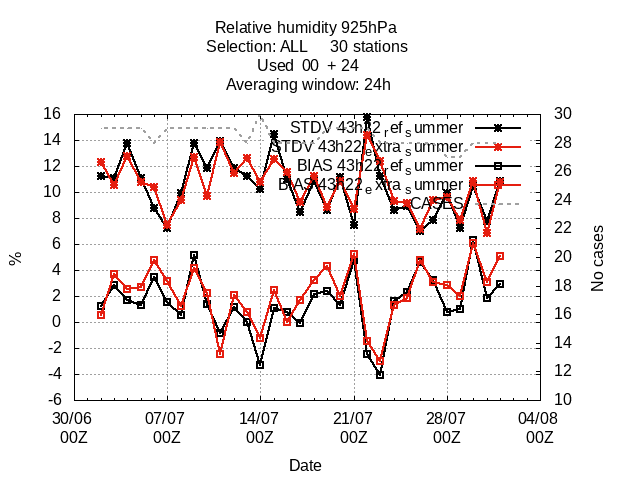 Relative humidity 925hPa
Selection: ALL 30 stations
Used 00 + 24
Averaging window: 24h
STDV 43h22_ref_summer
STDV 43h22_eXtra_summer
BIAS 43h22_ref_summer
BIAS 43h22_eXtra_summer
CASES
16
14
12
10
8
6
4
2
0
-2
-4
-6
%
30
28
26
24
22
20
18
16
14
12
10
No cases
30/06 07/07 14/07 21/07 28/07 04/08
00Z 00Z 00Z 00Z 00Z 00Z
Date